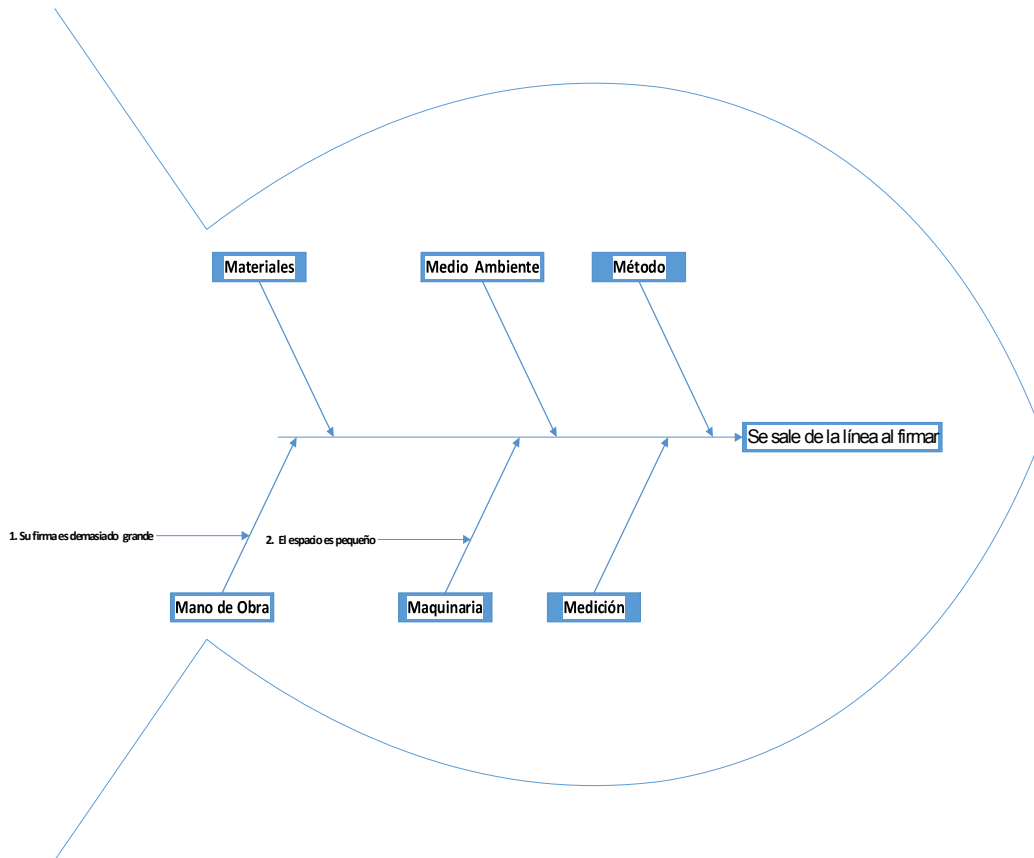 Materiales
Medio Ambiente
Método
Se sale de la línea al firmar
1. Su firma es demasiado grande
2. El espacio es pequeño
Mano de Obra
Maquinaria
Medición